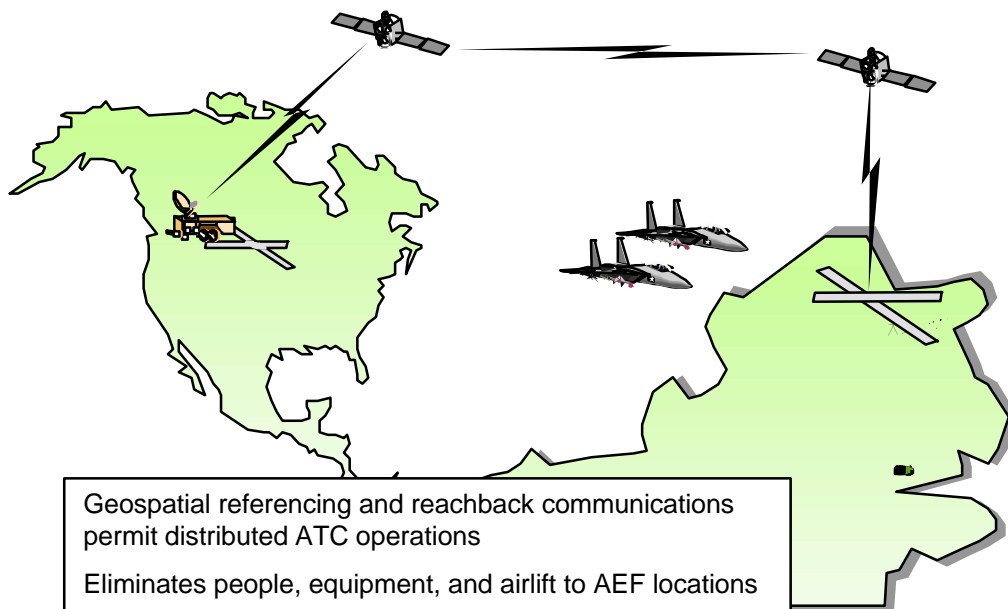 Geospatial referencing and reachback communications
permit distributed ATC operations
Eliminates people, equipment, and airlift to AEF locations